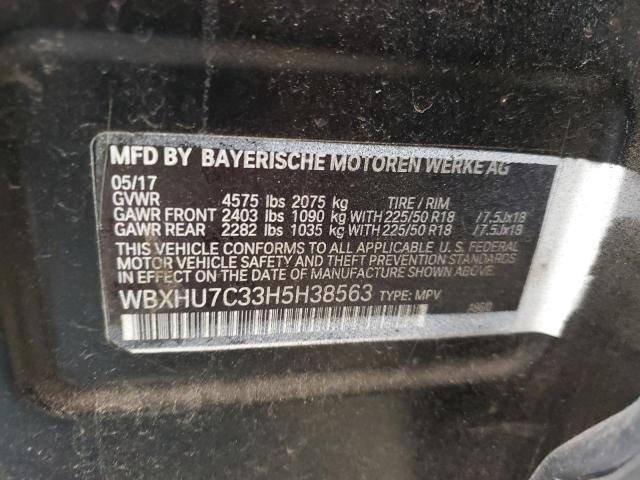 MFD BY BAYERISCHE MOTOREN WERKE AG
05/17
GVWR 4575 lbs 2075 kg TIRE / RIM
GAWR FRONT 2403 lbs 1090 kg WITH 225/50 R18 /7.5Jx18
GAWR REAR 2282 lbs 1035 kg WITH 225/50 R18 /7.5Jx18
THIS VEHICLE CONFORMS TO ALL APPLICABLE U. S. FEDERAL
MOTOR VEHICLE SAFETY AND THEFT PREVENTION STANDARDS
IN EFFECT ON THE DATE OF MANUFACTURE SHOWN ABOVE.
WBXHU7C33H5H38563 TYPE: MPV